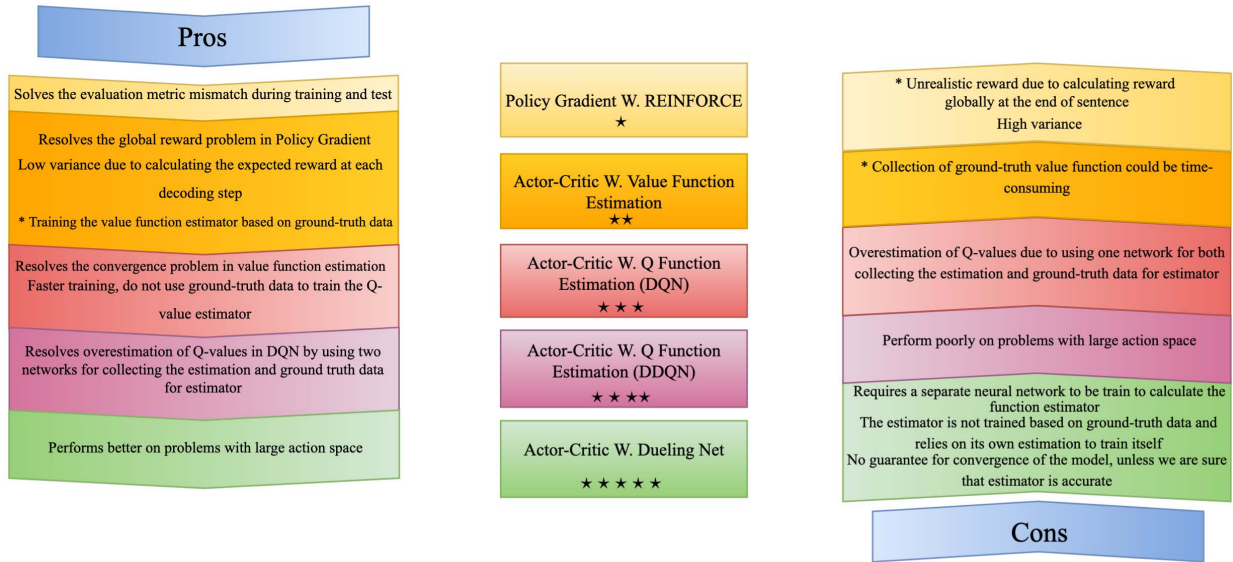 Pros
Solves the evaluation metric mismatch during training and test
Resolves the global reward problem in Policy Gradient
Low variance due to calculating the expected reward at each
decoding step
* Training the value function estimator based on ground-truth data
Resolves the convergence problem in value function estimation
Faster training, do not use ground-truth data to train the Q-
value estimator
Resolves overestimation of Q-values in DQN by using two
networks for collecting the estimation and ground truth data
for estimator
Performs better on problems with large action space
Policy Gradient W. REINFORCE
★
Actor-Critic W. Value Function
Estimation
★★
Actor-Critic W. Q Function
Estimation (DQN)
★ ★ ★
Actor-Critic W. Q Function
Estimation (DDQN)
★ ★ ★★
Actor-Critic W. Dueling Net
★ ★ ★ ★ ★
* Unrealistic reward due to calculating reward
globally at the end of sentence
High variance
* Collection of ground-truth value function could be time-
consuming
Overestimation of Q-values due to using one network for both
collecting the estimation and ground-truth data for estimator
Perform poorly on problems with large action space
Requires a separate neural network to be train to calculate the
function estimator
The estimator is not trained based on ground-truth data and
relies on its own estimation to train itself
No guarantee for convergence of the model, unless we are sure
that estimator is accurate
Cons